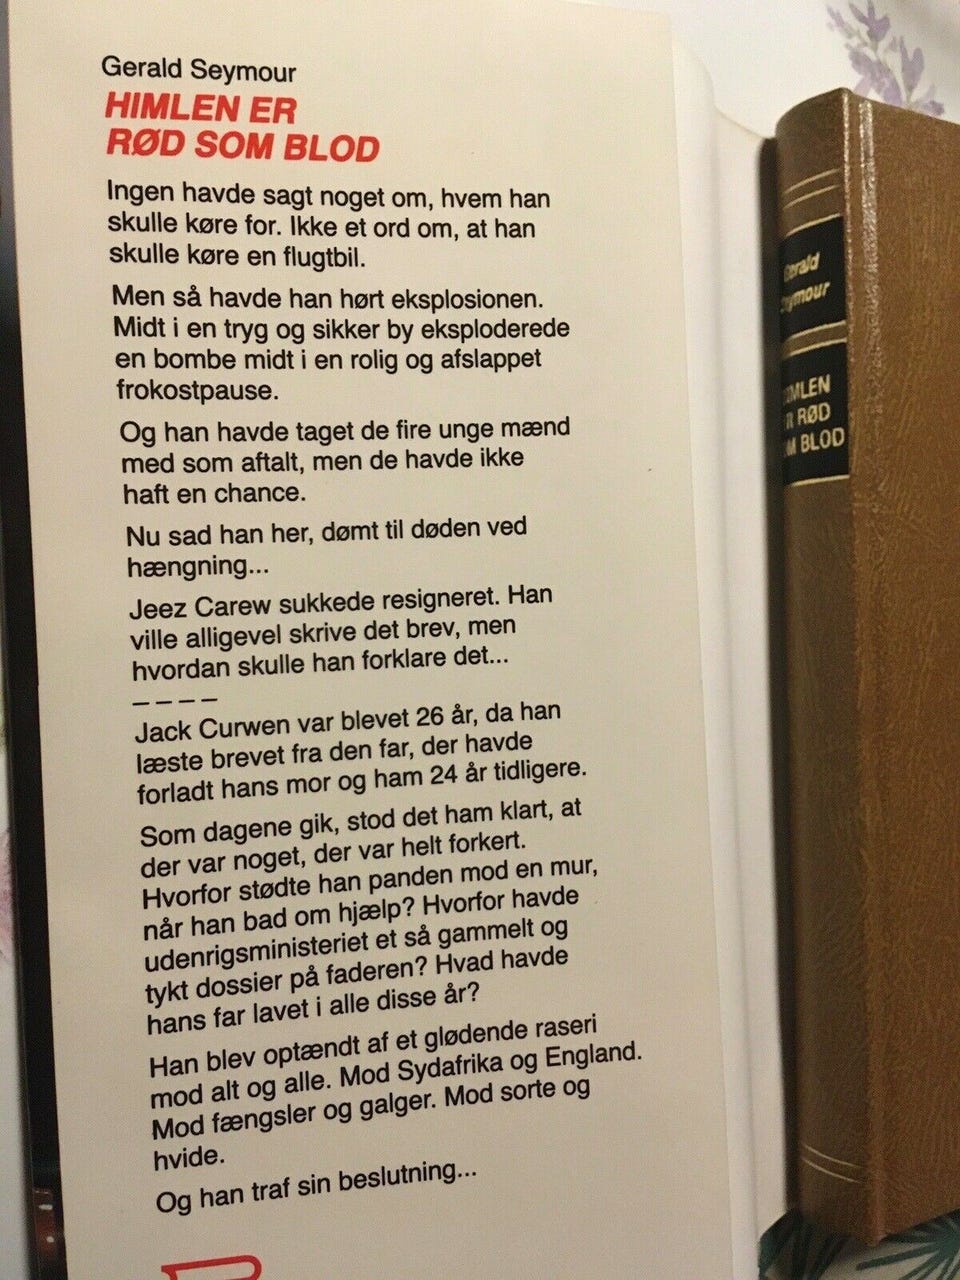 Gerald Seymour
HIMLEN ER
RØD SOM BLOD
Ingen havde sagt noget om, hvem han
skulle køre for. Ikke et ord om, at han
skulle køre en flugtbil.
Men så havde han hørt eksplosionen.
Midt i en tryg og sikker by eksploderede
en bombe midt i en rolig og afslappet
frokostpause.
Og han havde taget de fire unge mænd
med som aftalt, men de havde ikke
haft en chance.
Nu sad han her, dømt til døden ved
hængning...
Jeez Carew sukkede resigneret. Han
ville alligevel skrive det brev, men
hvordan skulle han forklare det...
– – – –
Jack Curwen var blevet 26 år, da han
læste brevet fra den far, der havde
forladt hans mor og ham 24 år tidligere.
Som dagene gik, stod det ham klart, at
der var noget, der var helt forkert.
Hvorfor stødte han panden mod en mur,
når han bad om hjælp? Hvorfor havde
udenrigsministeriet et så gammelt og
tykt dossier på faderen? Hvad havde
hans far lavet i alle disse år?
Han blev optændt af et glødende raseri
mod alt og alle. Mod Sydafrika og England.
Mod fængsler og galger. Mod sorte og
hvide.
Og han traf sin beslutning...
Gerald
Seymour
IMLEN
R RØD
OM BLOD